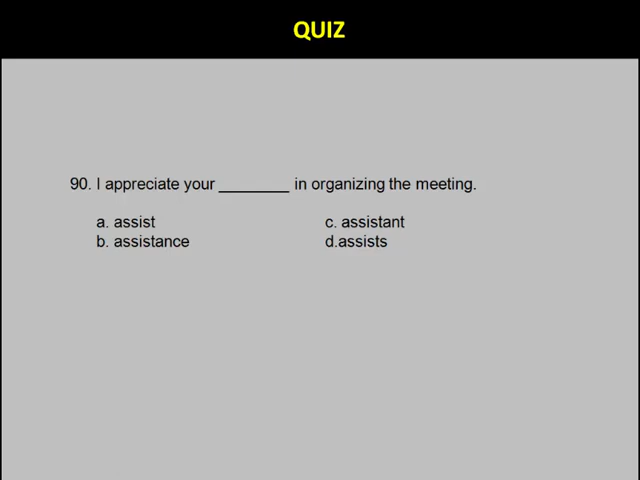 QUIZ
90. I appreciate your ________ in organizing the meeting.
a. assist c. assistant
b. assistance d.assists